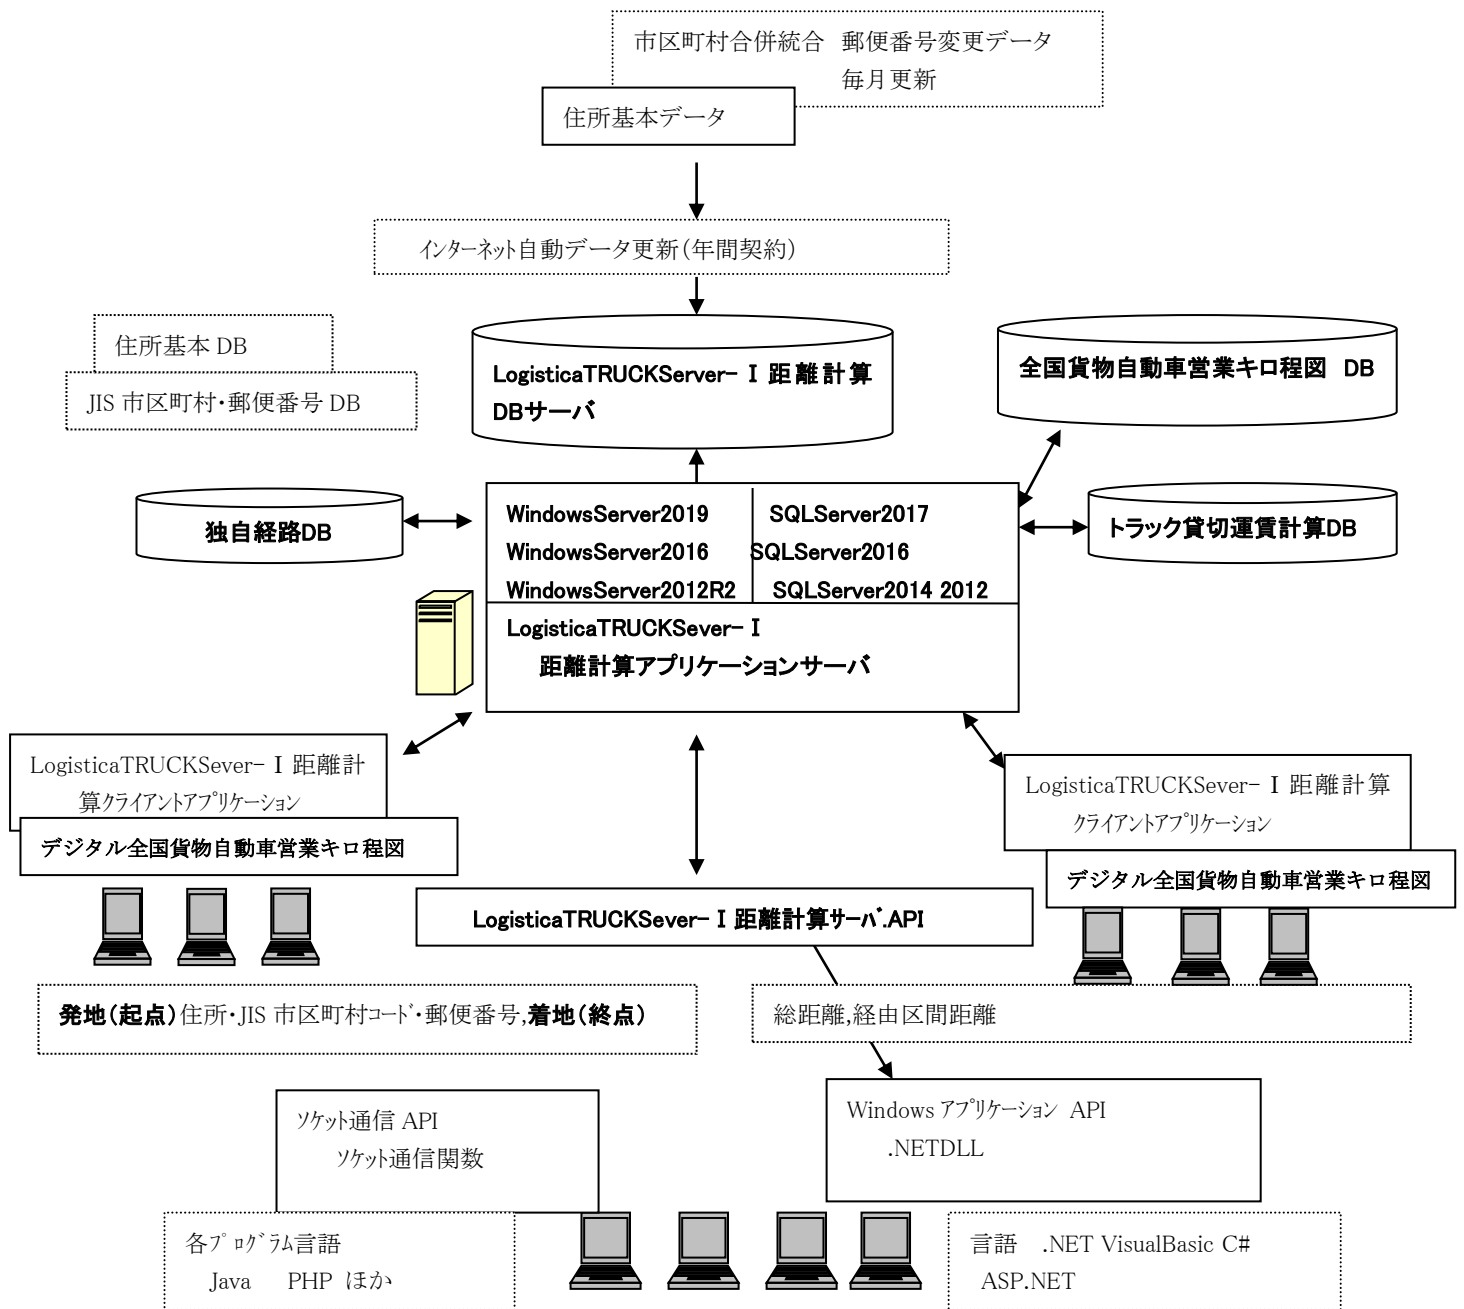 市区町村合併統合 郵便番号変更データ
毎月更新
住所基本データ
インターネット自動データ更新(年間契約)
住所基本 DB
JIS 市区町村・郵便番号 DB
LogisticaTRUCKServer-Ⅰ距離計算
DBサーバ
全国貨物自動車営業キロ程図 DB
独自経路DB
WindowsServer2019 SQLServer2017
WindowsServer2016 SQLServer2016
WindowsServer2012R2 SQLServer2014 2012
トラック貸切運賃計算DB
LogisticaTRUCKSever-Ⅰ
距離計算アプリケーションサーバ
LogisticaTRUCKSever-Ⅰ距離計
算クライアントアプリケーション
デジタル全国貨物自動車営業キロ程図
LogisticaTRUCKSever-Ⅰ距離計算
クライアントアプリケーション
デジタル全国貨物自動車営業キロ程図
LogisticaTRUCKSever-Ⅰ距離計算サーバ.API
発地(起点)住所・JIS 市区町村コード・郵便番号,着地(終点)
総距離,経由区間距離
ソケット通信 API
ソケット通信関数
Windows アプリケーション API
.NETDLL
各プログラム言語
Java PHP ほか
言語 .NET VisualBasic C#
ASP.NET